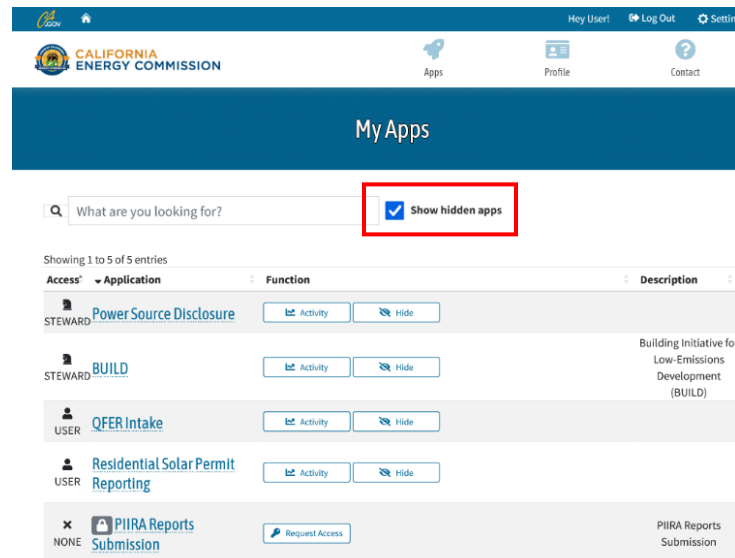 CA.GOV
Hey User! Log Out
CALIFORNIA
ENERGY COMMISSION
Apps Profile Contact
My Apps
What are you looking for? Show hidden apps
Showing 1 to 5 of 5 entries
Access Application Function Description
STEWARD Power Source Disclosure Activity Hide
STEWARD BUILD Activity Hide
Building Initiative
Low-Emissions
Development
(BUILD)
USER QFER Intake Activity Hide
USER Residential Solar Permit
Reporting Activity Hide
NONE PIIRA Reports
Submission Request Access
PIIRA Reports
Submission